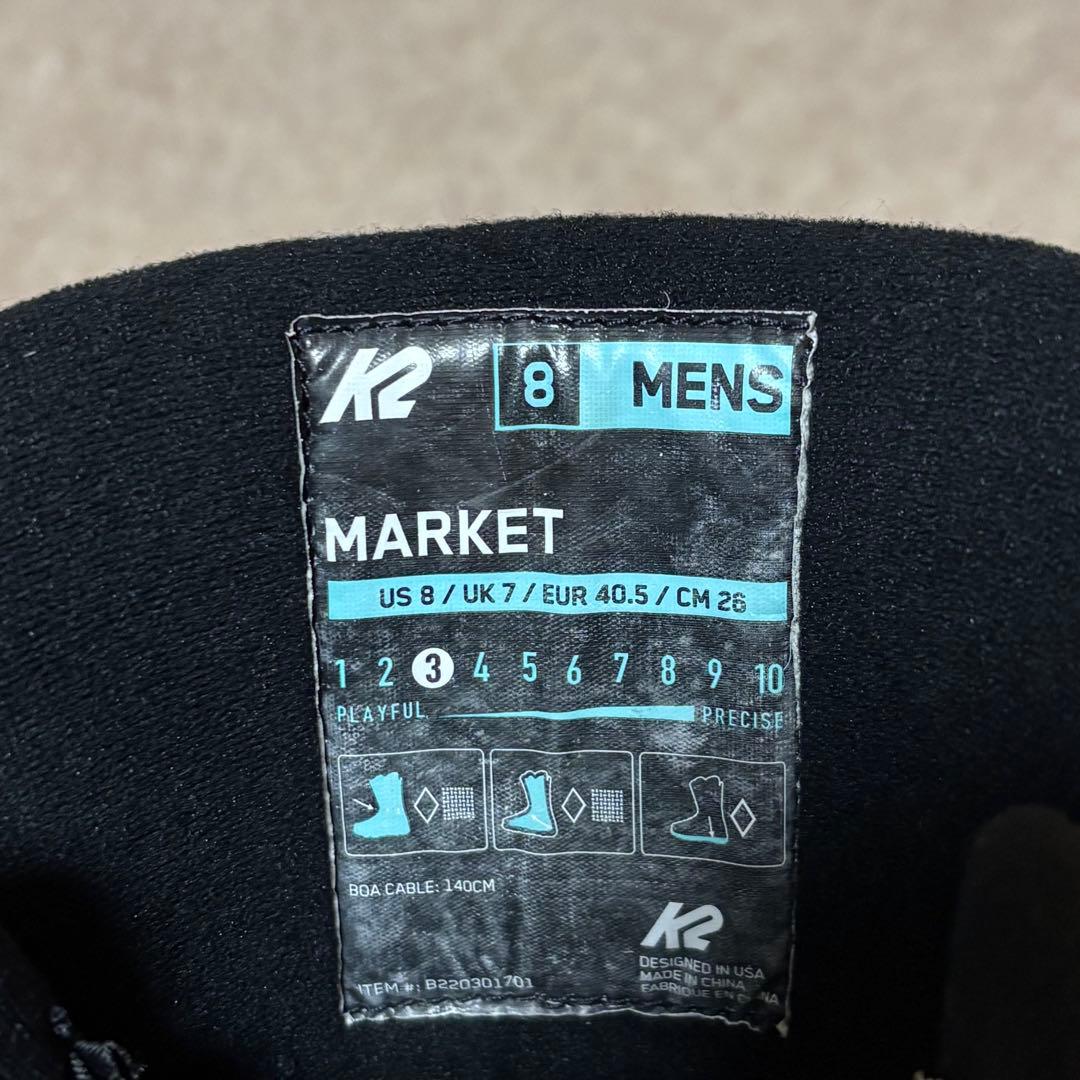 K2 8 MENS
MARKET
US 8 / UK 7 / EUR 40.5 / CM 26
1 2 3 4 5 6 7 8 9 10
PLAYFUL PRECISE
BOA CABLE: 140CM
K2
DESIGNED IN USA
MADE IN CHINA
ITEM #: B220301701
FABRIQUE EN